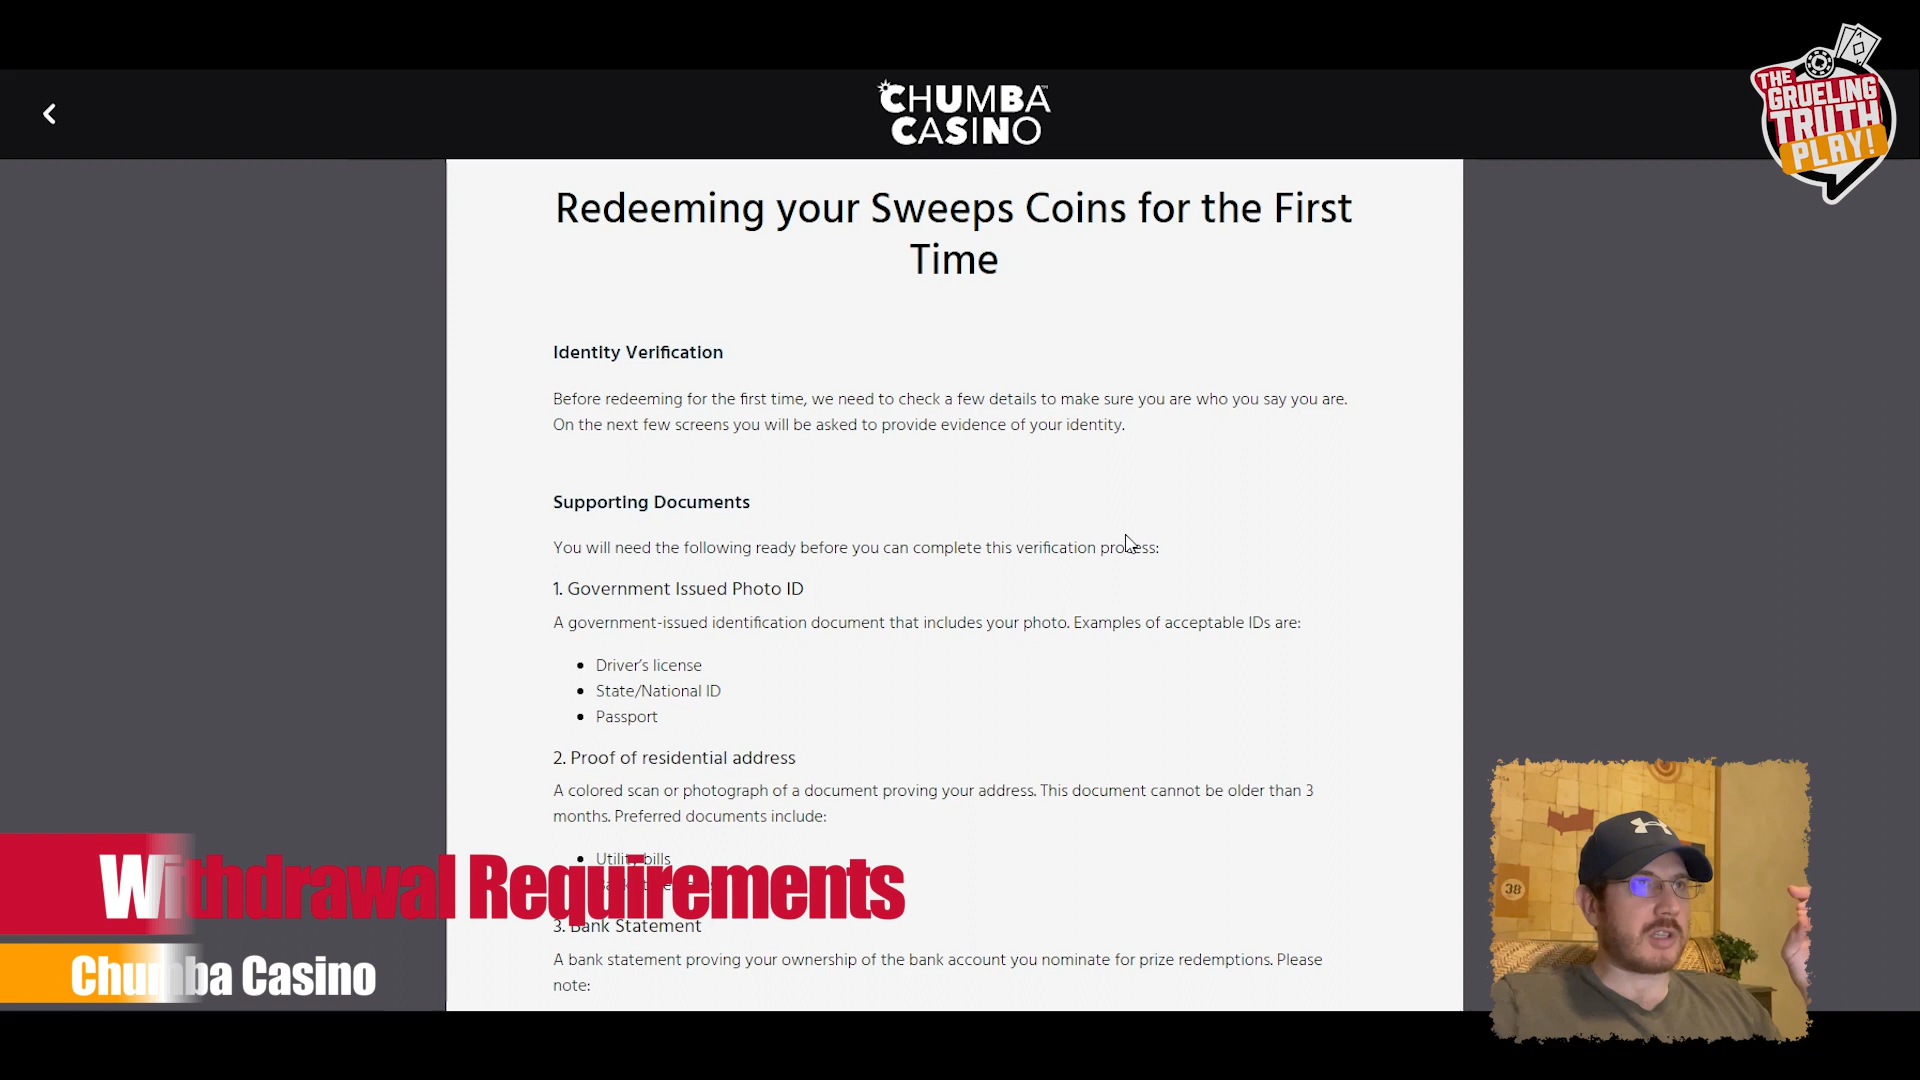 CHUMBA
CASINO
THE
GRUELING
TRUTH
PLAY!
Redeeming your Sweeps Coins for the First
Time
Identity Verification
Before redeeming for the first time, we need to check a few details to make sure you are who you say you are.
On the next few screens you will be asked to provide evidence of your identity.
Supporting Documents
You will need the following ready before you can complete this verification process:
1. Government Issued Photo ID
A government-issued identification document that includes your photo. Examples of acceptable IDs are:
• Driver's license
• State/National ID
• Passport
2. Proof of residential address
A colored scan or photograph of a document proving your address. This document cannot be older than 3
months. Preferred documents include:
• Utility bills
Withdrawal Requirements
3. Bank Statement
A bank statement proving your ownership of the bank account you nominate for prize redemptions. Please
note:
Chumba Casino
38